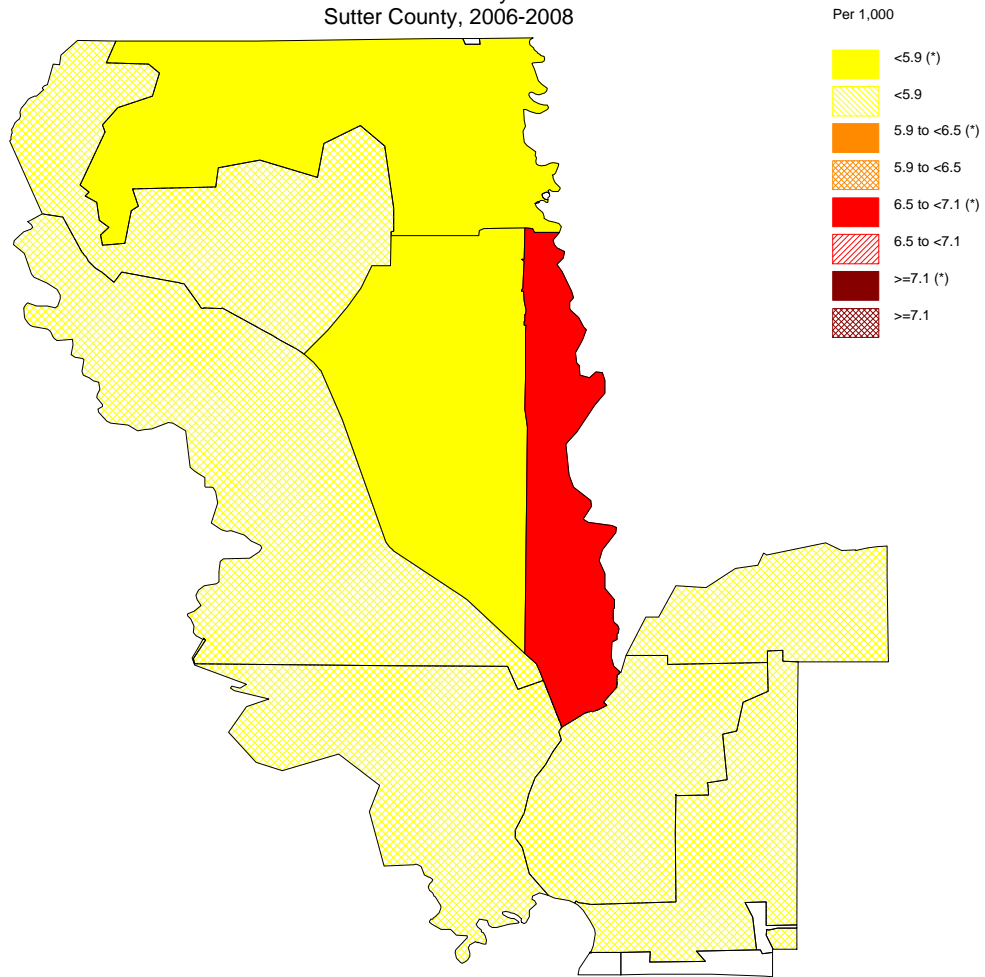 Sutter County, 2006-2008
Per 1,000
<5.9 (*)
<5.9
5.9 to <6.5 (*)
5.9 to <6.5
6.5 to <7.1 (*)
6.5 to <7.1
>=7.1 (*)
>=7.1